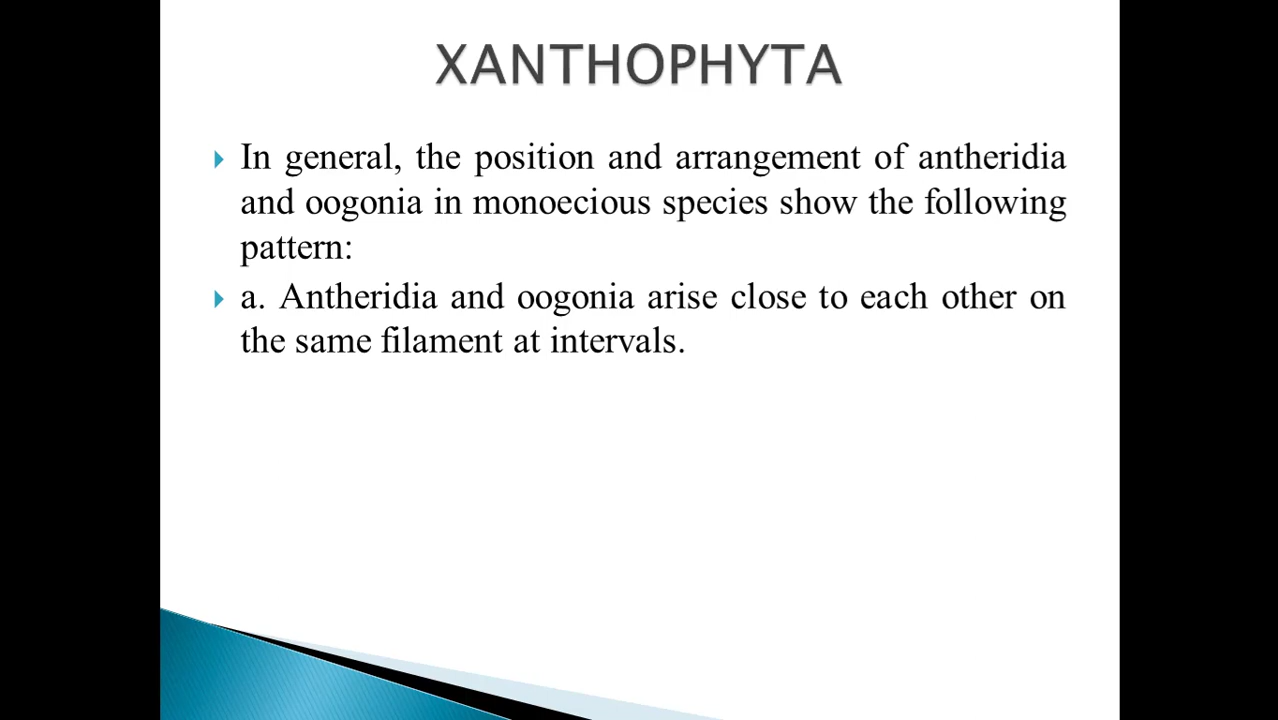 XANTHOPHYTA
In general, the position and arrangement of antheridia
and oogonia in monoecious species show the following
pattern:
a. Antheridia and oogonia arise close to each other on
the same filament at intervals.